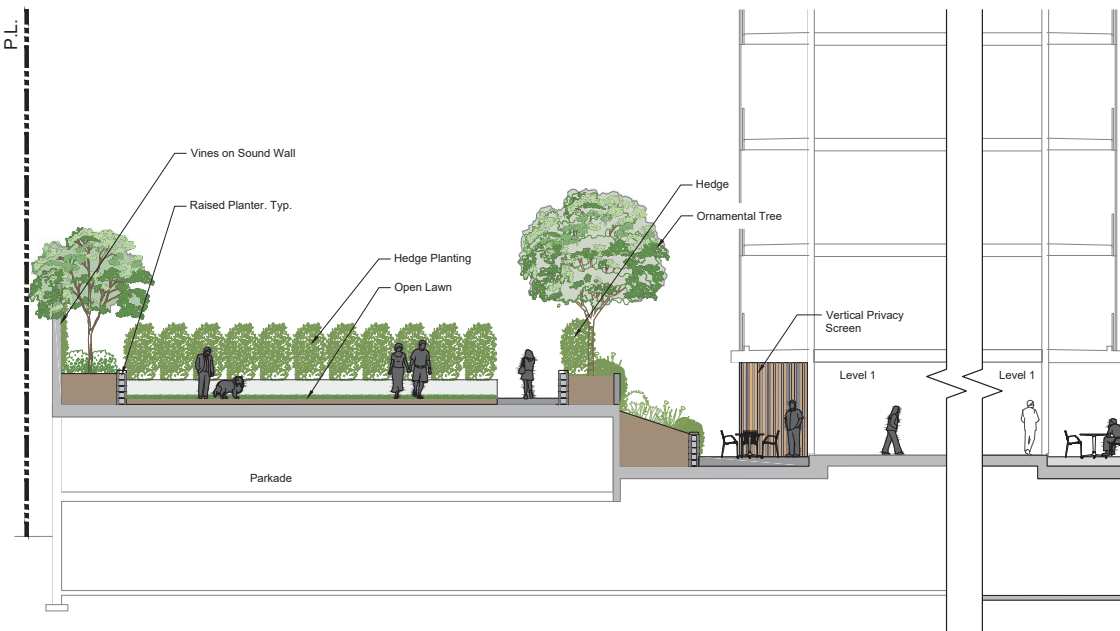 P.L.
Vines on Sound Wall
Raised Planter. Typ.
Hedge Planting
Open Lawn
Hedge
Ornamental Tree
Vertical Privacy
Screen
Level 1
Level 1
Parkade